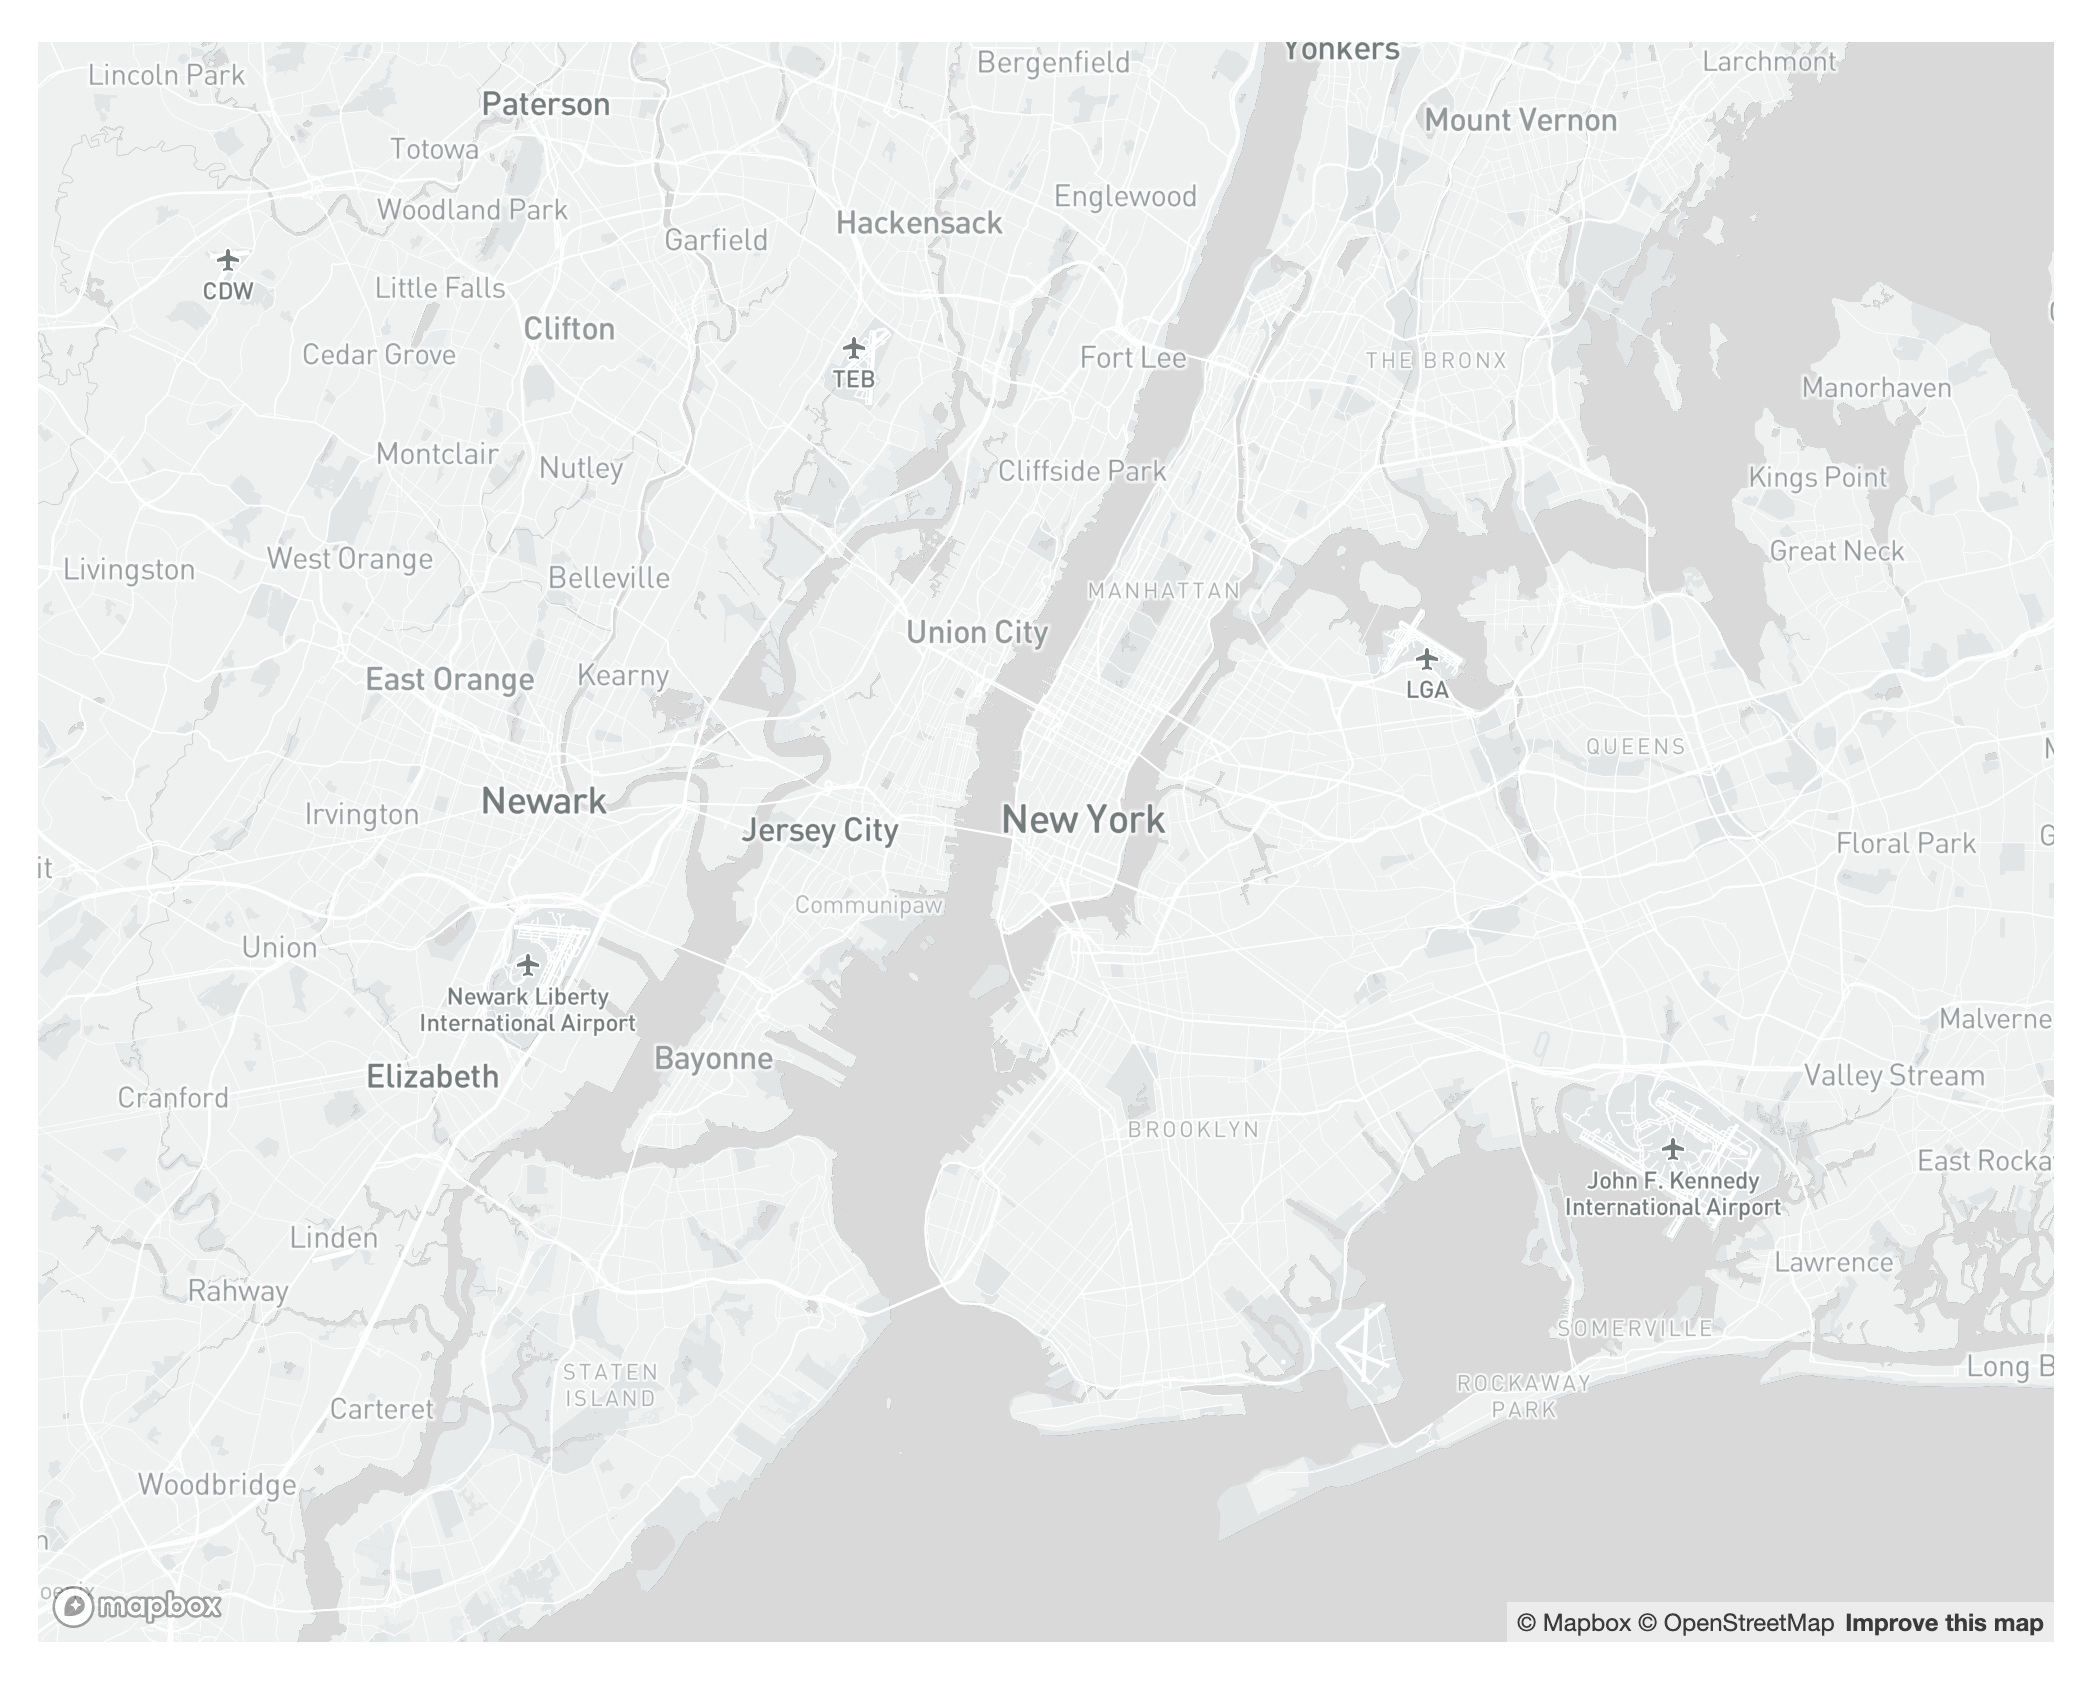 Yonkers
Bergenfield
Larchmont
Lincoln Park
Paterson
Mount Vernon
Totowa
Englewood
Woodland Park
Hackensack
Garfield
CDW
Little Falls
Clifton
Cedar Grove
TEB
Fort Lee
THE BRONX
Manorhaven
Montclair
Nutley
Cliffside Park
Kings Point
Great Neck
Livingston
West Orange
Belleville
MANHATTAN
Union City
East Orange
Kearny
LGA
QUEENS
Newark
Irvington
Jersey City
New York
Floral Park
it
Communipaw
Union
Newark Liberty
International Airport
Malverne
Bayonne
Elizabeth
Cranford
Valley Stream
BROOKLYN
East Rocka
John F. Kennedy
International Airport
Linden
Lawrence
Rahway
SOMERVILLE
STATEN
ISLAND
Long B
ROCKAWAY
PARK
Carteret
Woodbridge
n
mapbox
© Mapbox © OpenStreetMap Improve this map